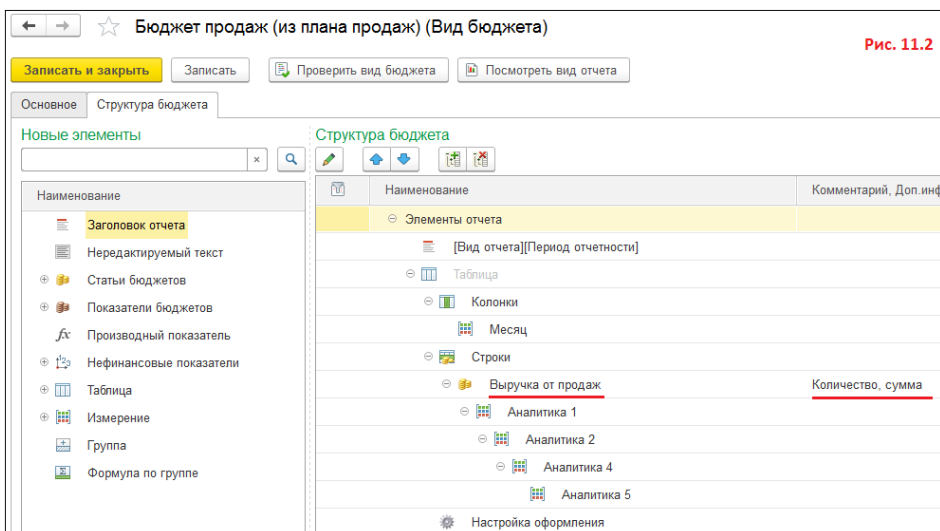 Бюджет продаж (из плана продаж) (Вид бюджета)
Рис. 11.2
Записать и закрыть Записать Проверить вид бюджета Посмотреть вид отчета
Основное Структура бюджета
Новые элементы
Структура бюджета
Наименование
Заголовок отчета
Нередактируемый текст
Статьи бюджетов
Показатели бюджетов
Производный показатель
Нефинансовые показатели
Таблица
Измерение
Группа
Формула по группе
Наименование Комментарий, Доп.инф
Элементы отчета
[Вид отчета][Период отчетности]
Таблица
Колонки
Месяц
Строки
Выручка от продаж Количество, сумма
Аналитика 1
Аналитика 2
Аналитика 4
Аналитика 5
Настройка оформления